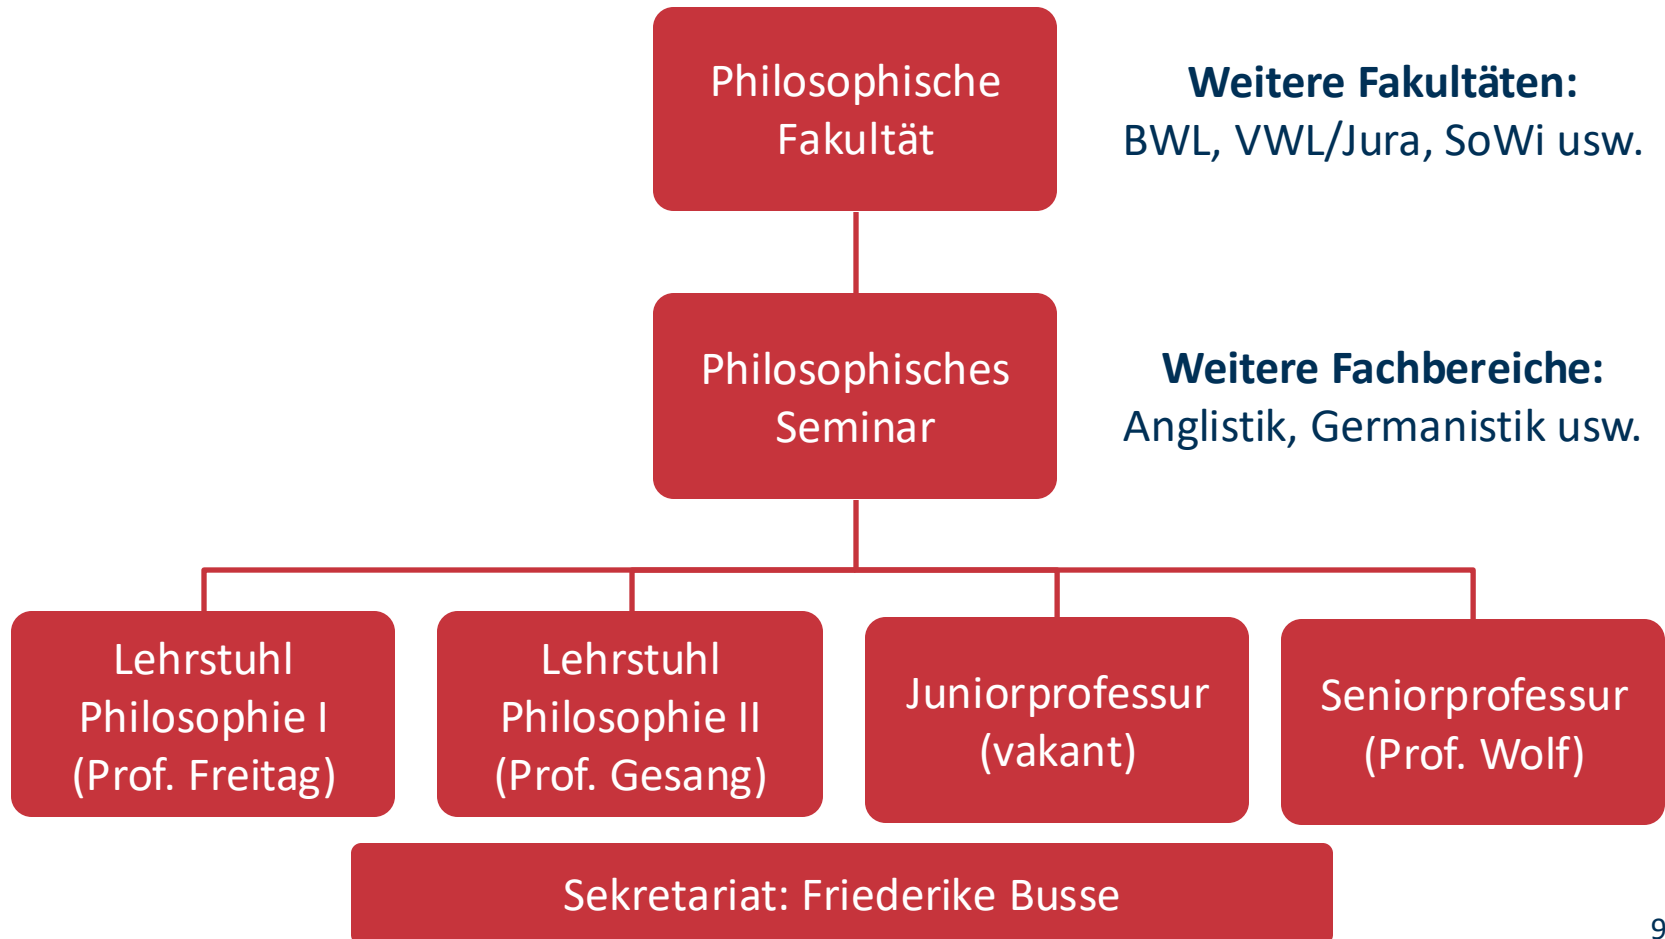 Philosophische
Fakultät
Weitere Fakultäten:
BWL, VWL/Jura, SoWi usw.
Philosophisches
Seminar
Weitere Fachbereiche:
Anglistik, Germanistik usw.
Lehrstuhl
Philosophie I
(Prof. Freitag)
Lehrstuhl
Philosophie II
(Prof. Gesang)
Juniorprofessur
(vakant)
Seniorprofessur
(Prof. Wolf)
Sekretariat: Friederike Busse
9